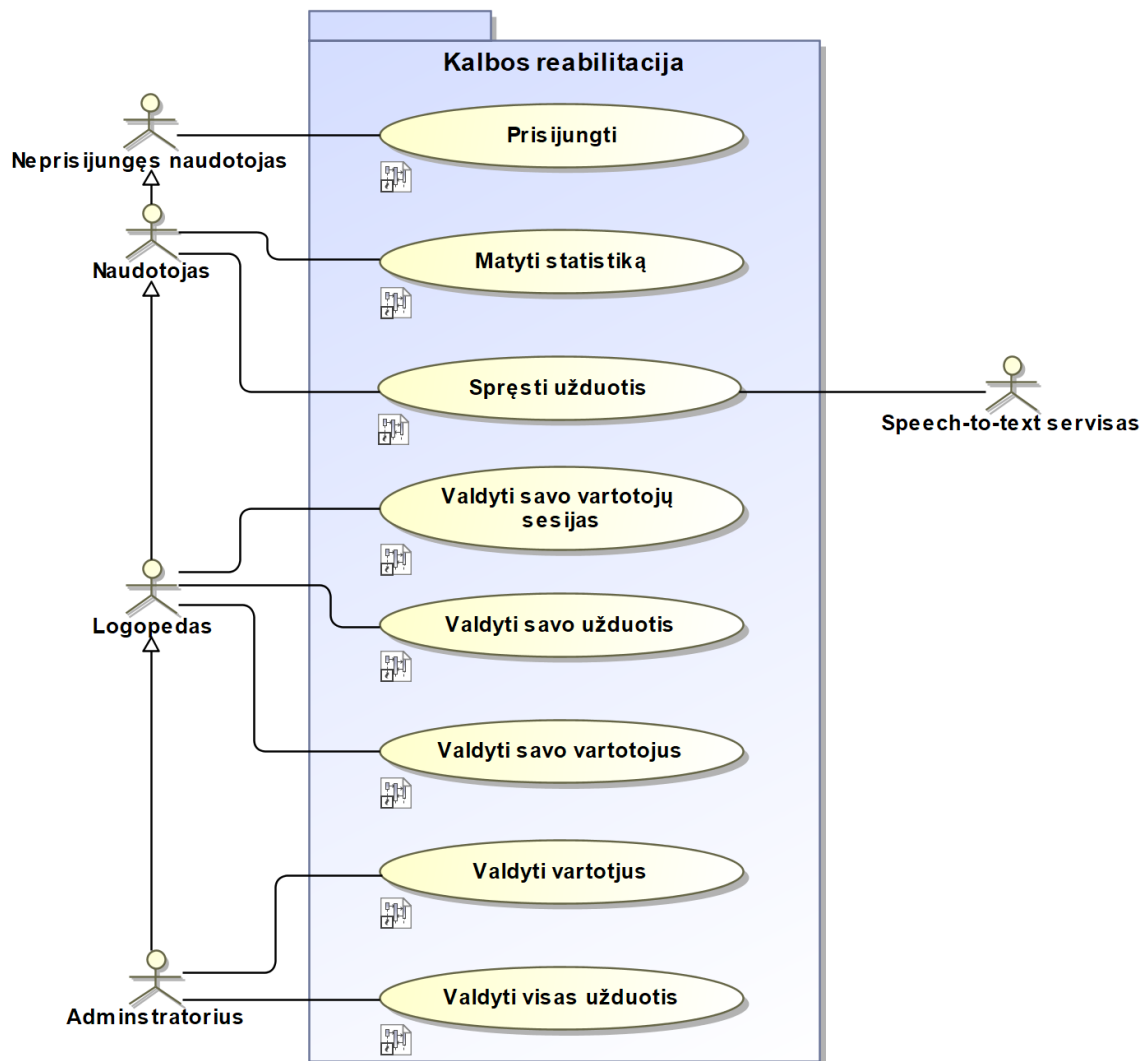 Kalbos reabilitacija
Prisijungti
Neprisijungęs naudotojas
Matyti statistiką
Naudotojas
Spręsti užduotis
Speech-to-text servisas
Valdyti savo vartotojų
sesijas
Logopedas
Valdyti savo užduotis
Valdyti savo vartotojus
Valdyti vartotjus
Valdyti visas užduotis
Adminstratorius